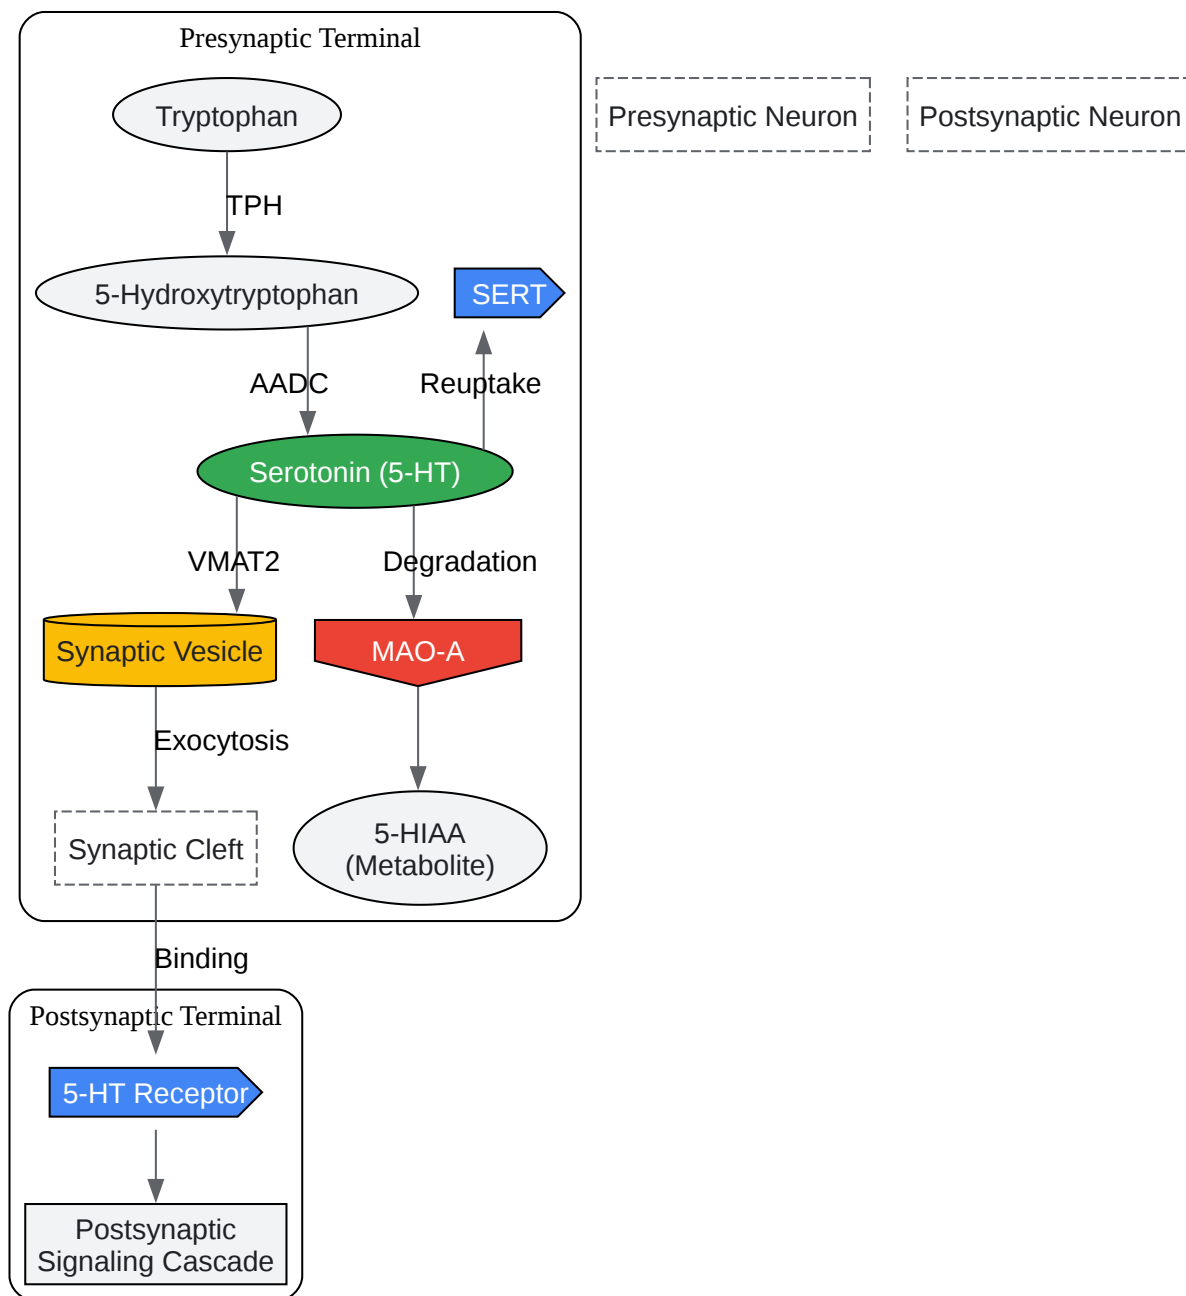 Presynaptic Terminal
Tryptophan
Presynaptic Neuron
Postsynaptic Neuron
TPH
5-Hydroxytryptophan
SERT
AADC
Reuptake
Serotonin (5-HT)
VMAT2
Degradation
Synaptic Vesicle
MAO-A
Exocytosis
Synaptic Cleft
5-HIAA
(Metabolite)
Binding
Postsynaptic Terminal
5-HT Receptor
Postsynaptic
Signaling Cascade